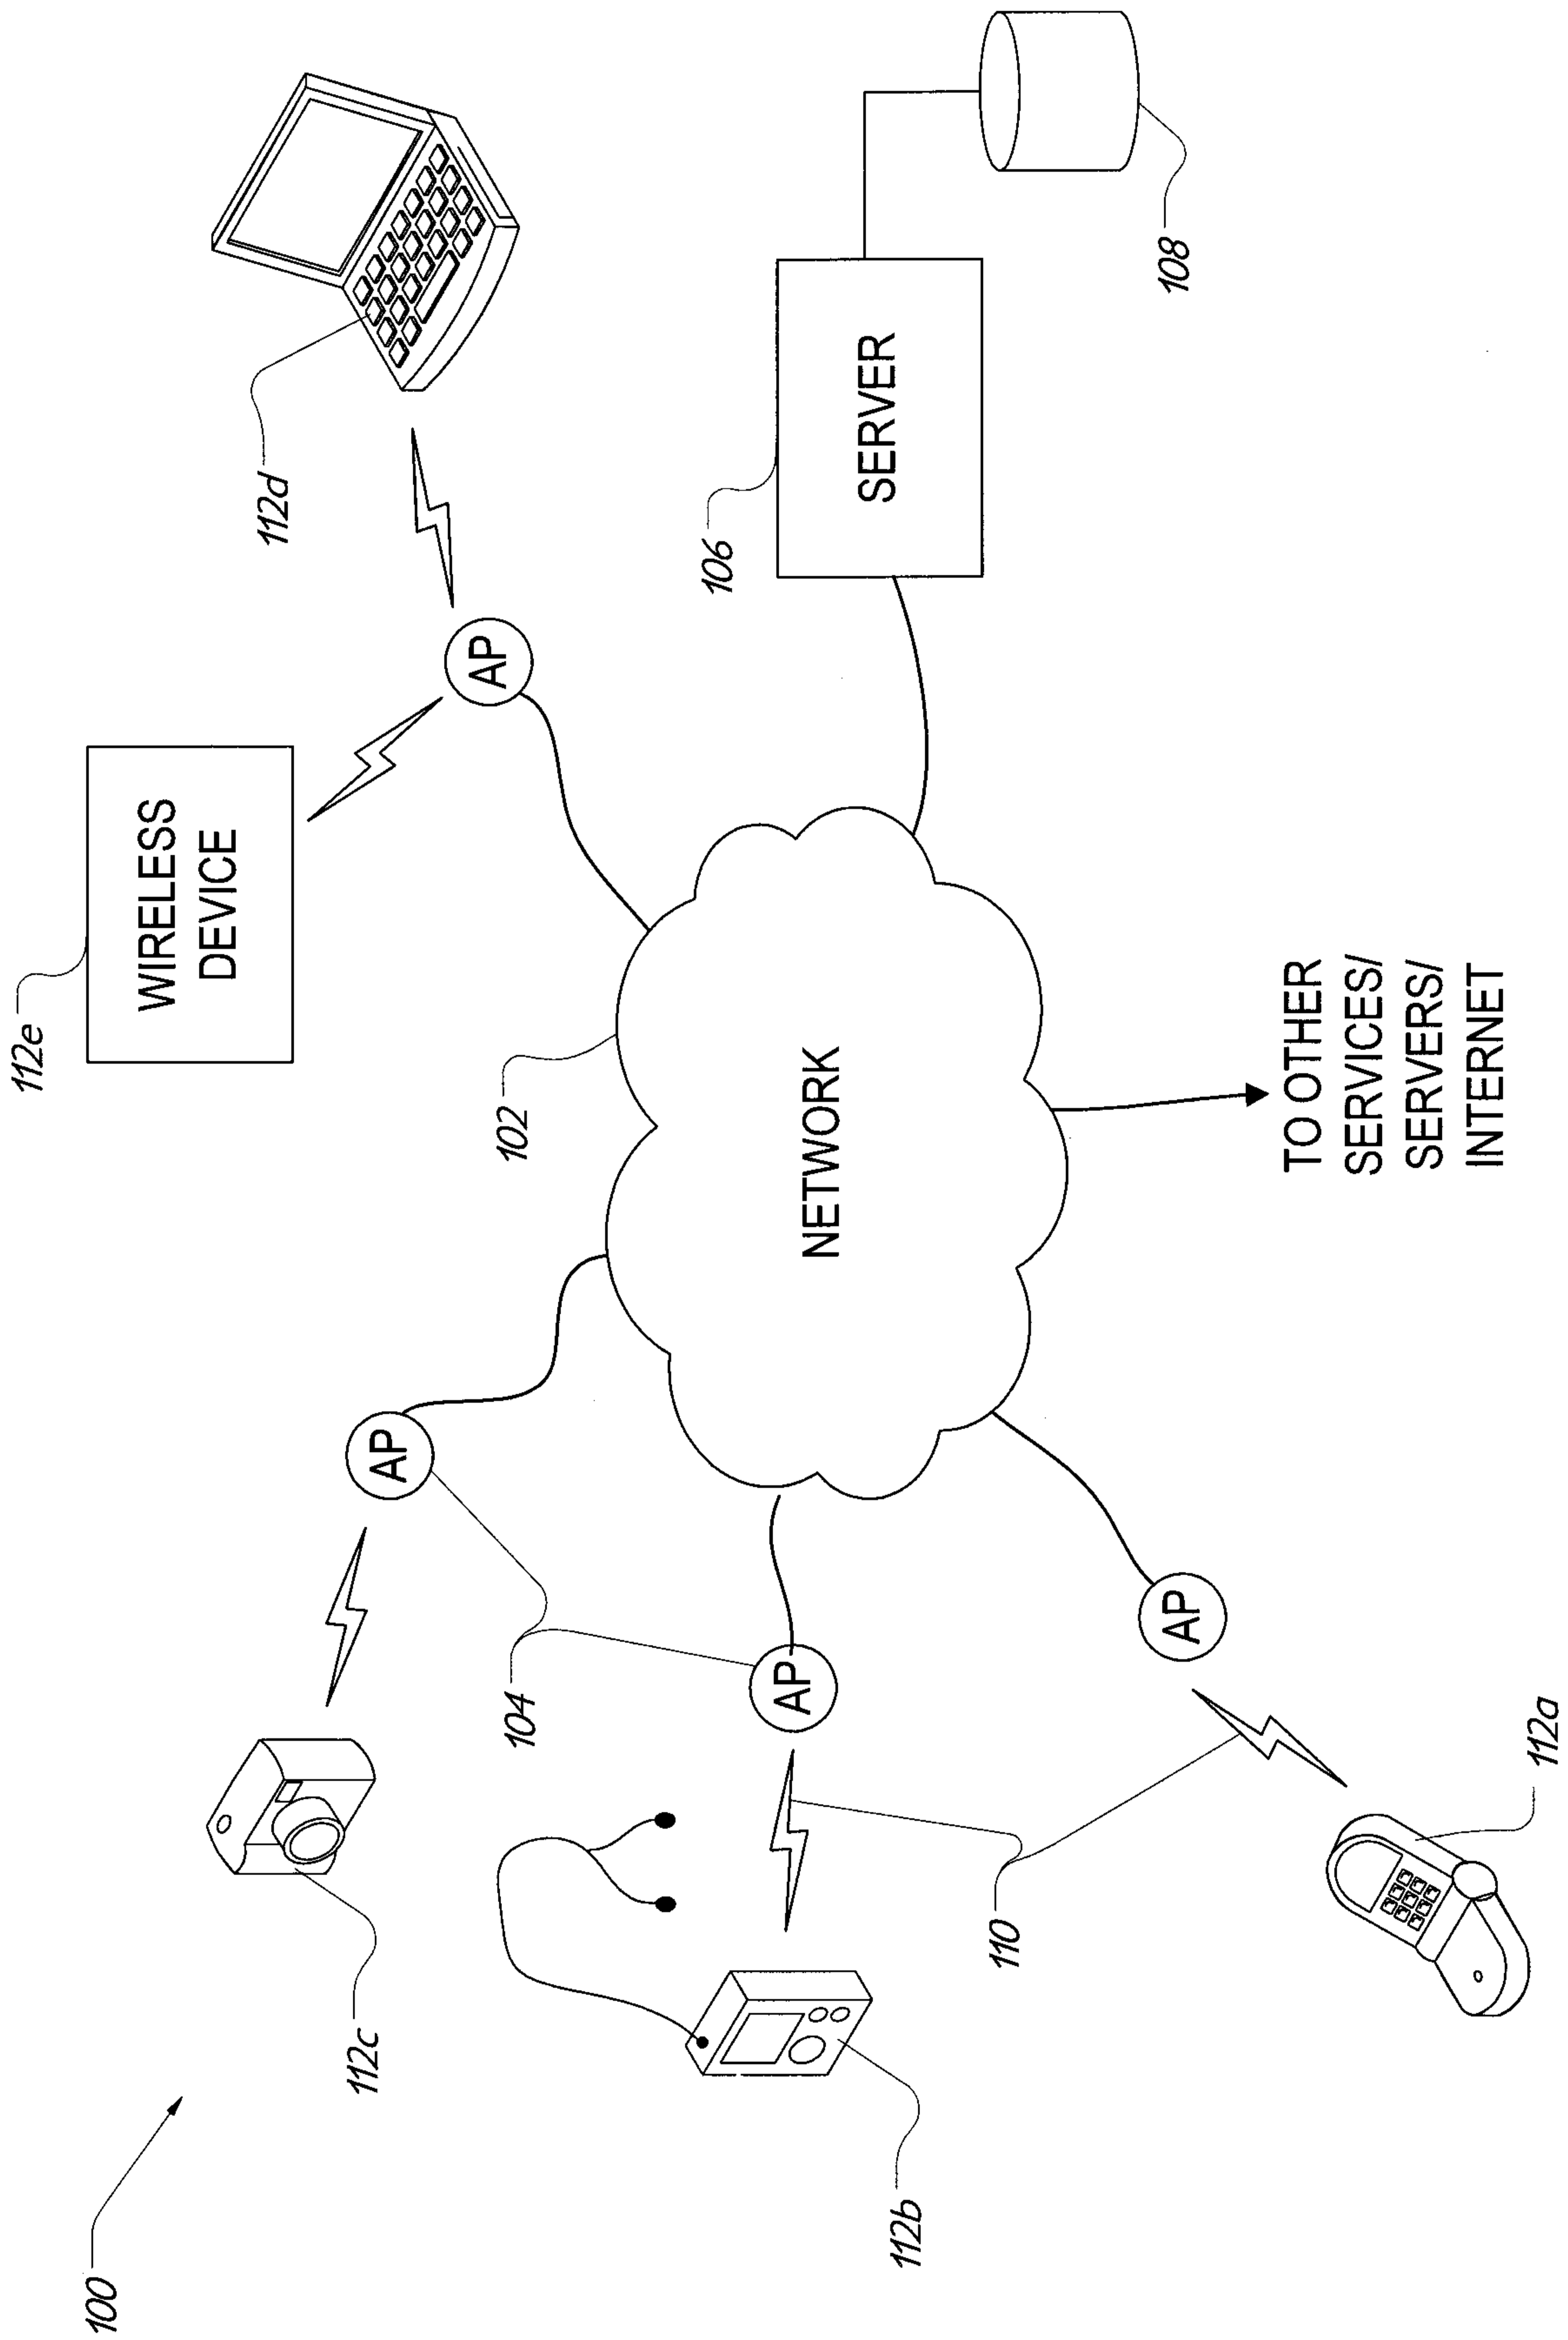 100
112c
112e
WIRELESS
DEVICE
112d
AP
AP
104
102
AP
112b
110
NETWORK
106
SERVER
108
AP
112a
TO OTHER
SERVICES/
SERVERS/
INTERNET